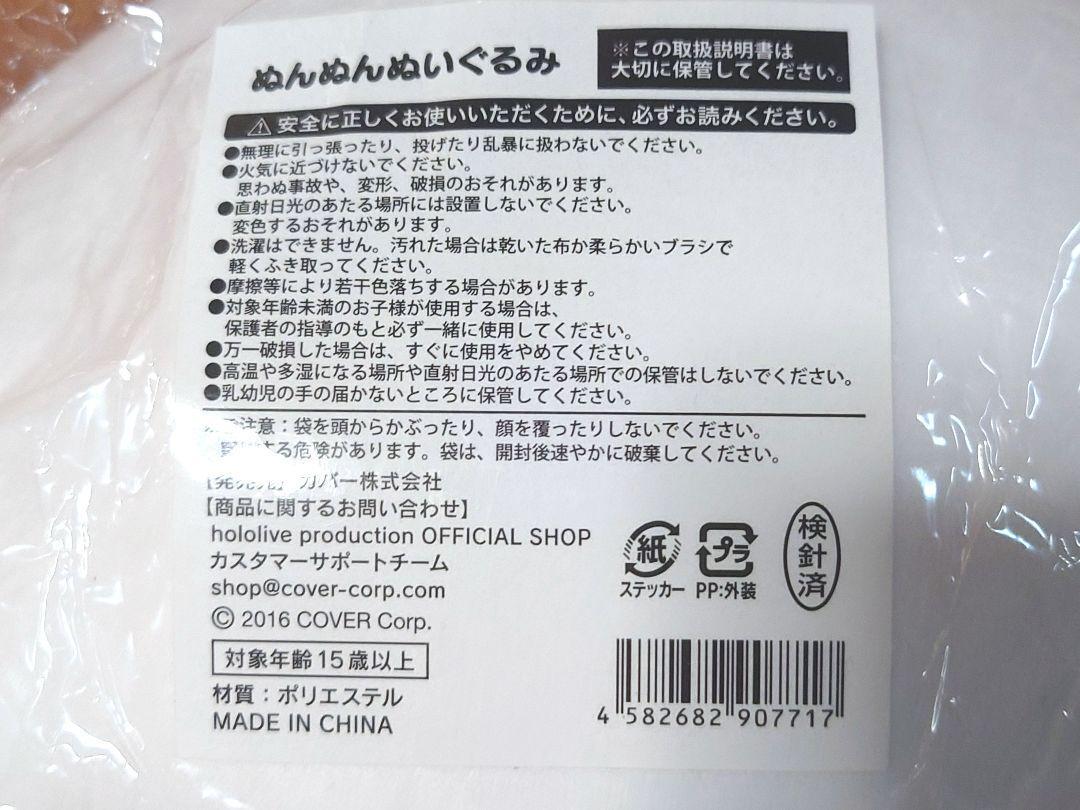 ぬんぬんぬいぐるみ
※この取扱説明書は
大切に保管してください。
安全に正しくお使いいただくために、必ずお読みください。
●無理に引っ張ったり、投げたり乱暴に扱わないでください。
●火気に近づけないでください。
思わぬ事故や、変形、破損のおそれがあります。
●直射日光のあたる場所には設置しないでください。
変色するおそれがあります。
●洗濯はできません。汚れた場合は乾いた布か柔らかいブラシで
軽くふき取ってください。
●摩擦等により若干色落ちする場合があります。
●対象年齢未満のお子様が使用する場合は、
保護者の指導のもと必ず一緒に使用してください。
●万一破損した場合は、すぐに使用をやめてください。
●高温や多湿になる場所や直射日光のあたる場所での保管はしないでください。
●乳幼児の手の届かないところに保管してください。
注意：袋を頭からかぶったり、顔を覆ったりしないでください。
する危険があります。袋は、開封後速やかに破棄してください。
【発売元】カバー株式会社
【商品に関するお問い合わせ】
hololive production OFFICIAL SHOP
カスタマーサポートチーム
shop@cover-corp.com
© 2016 COVER Corp.
対象年齢15歳以上
材質：ポリエステル
MADE IN CHINA
紙
ステッカー
プラ
PP:外装
検針済
4 582682 907717